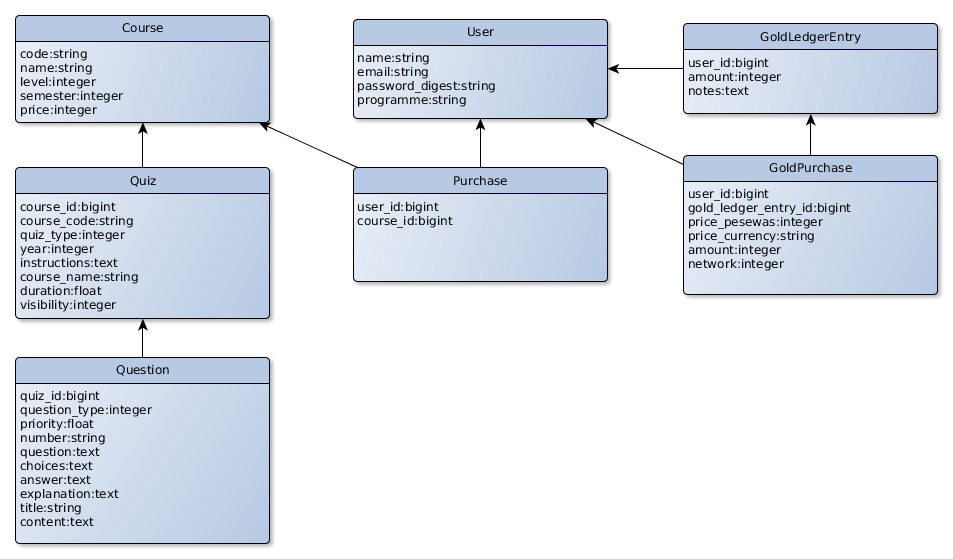 Course
code:string
name:string
level:integer
semester:integer
price:integer
User
name:string
email:string
password_digest:string
programme:string
GoldLedgerEntry
user_id:bigint
amount:integer
notes:text
Quiz
course_id:bigint
course_code:string
quiz_type:integer
year:integer
instructions:text
course_name:string
duration:float
visibility:integer
Purchase
user_id:bigint
course_id:bigint
GoldPurchase
user_id:bigint
gold_ledger_entry_id:bigint
price_pesewas:integer
price_currency:string
amount:integer
network:integer
Question
quiz_id:bigint
question_type:integer
priority:float
number:string
question:text
choices:text
answer:text
explanation:text
title:string
content:text